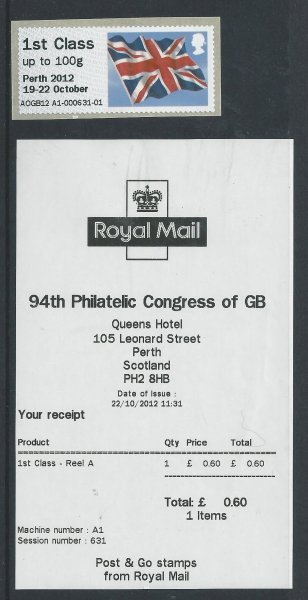 1st Class
up to 100g
Perth 2012
19-22 October
AOGB12 A1-000631-01
Royal Mail
94th Philatelic Congress of GB
Queens Hotel
105 Leonard Street
Perth
Scotland
PH2 8HB
Date of Issue :
22/10/2012 11:31
Your receipt
Product Qty Price Total
1st Class - Reel A 1 £ 0.60 £ 0.60
Total: £ 0.60
1 Items
Machine number : A1
Session number : 631
Post & Go stamps
from Royal Mail